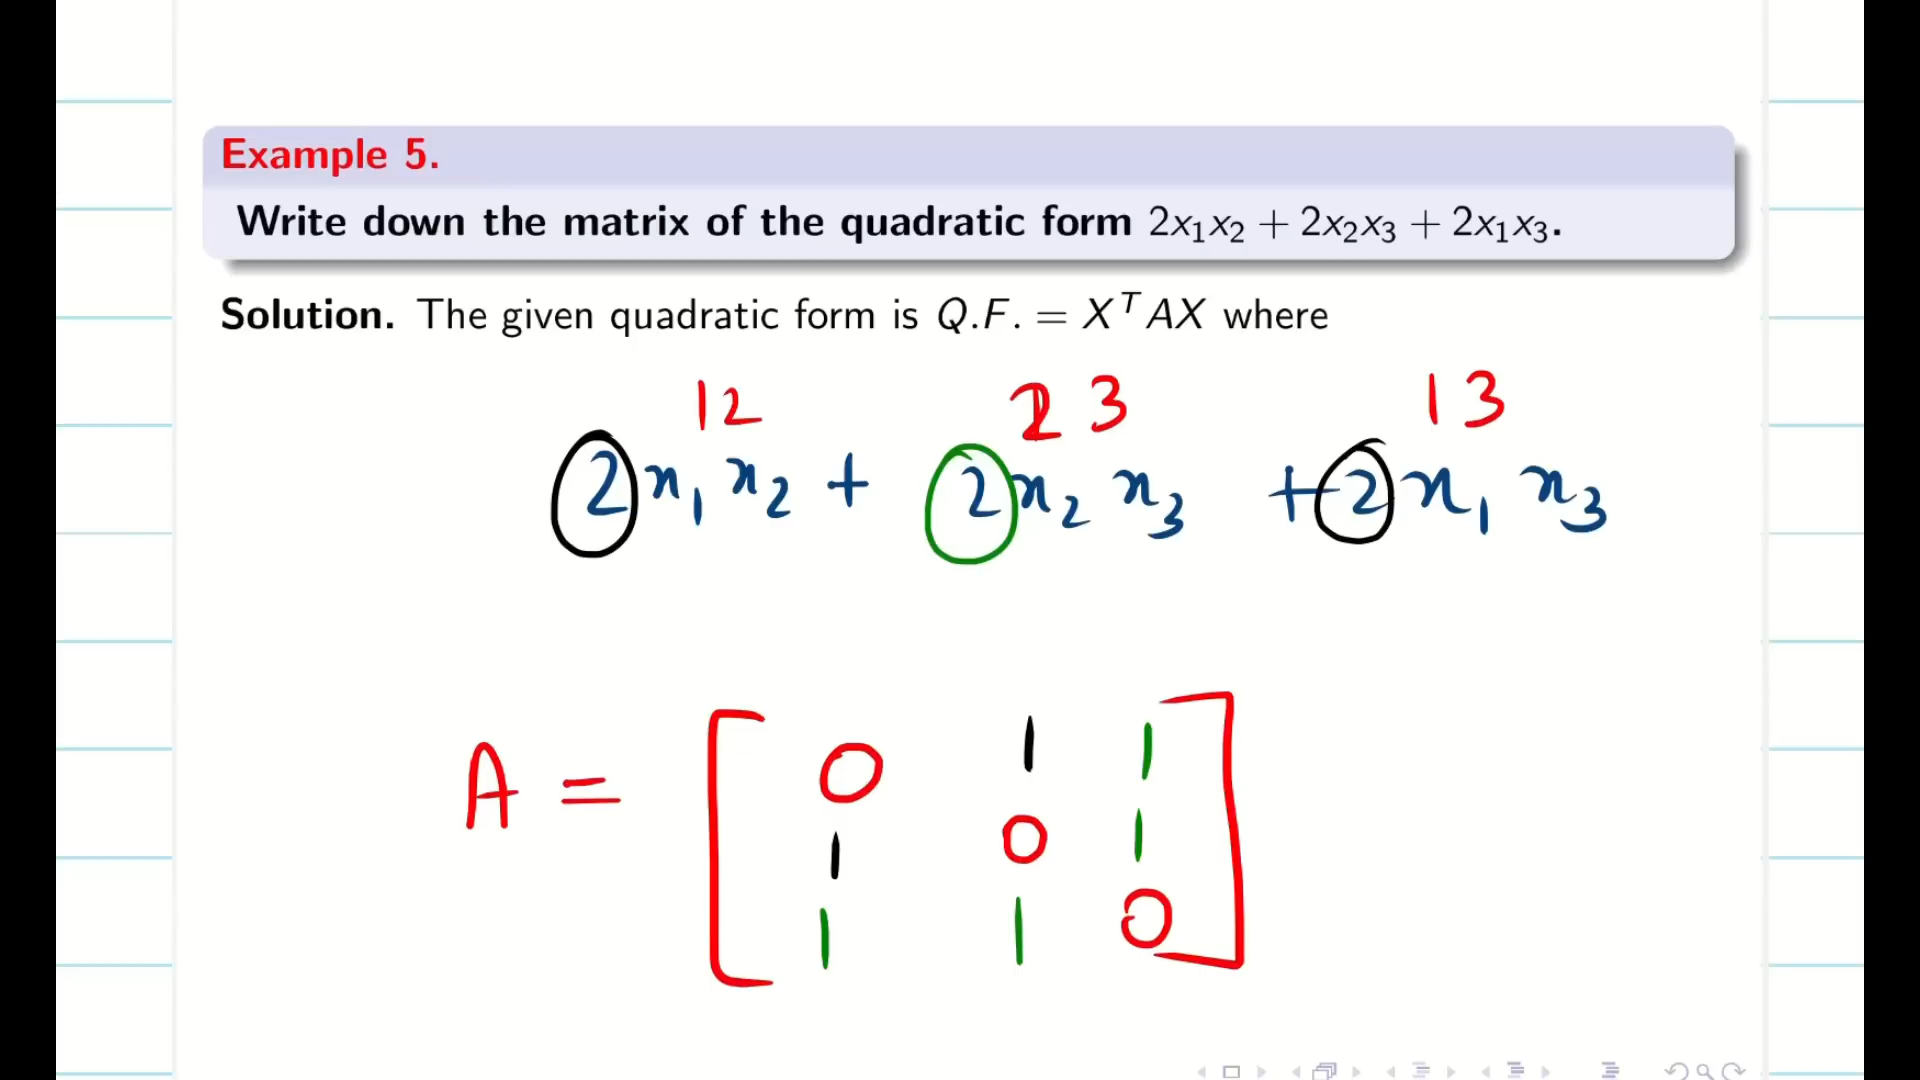 Example 5.
Write down the matrix of the quadratic form 2x₁x₂ + 2x₂x₃ + 2x₁x₃.
Solution. The given quadratic form is Q.F. = XᵀAX where
12 23 13
2x₁x₂ + 2x₂x₃ + 2x₁x₃
A = [ 0 1 1
1 0 1
1 1 0 ]